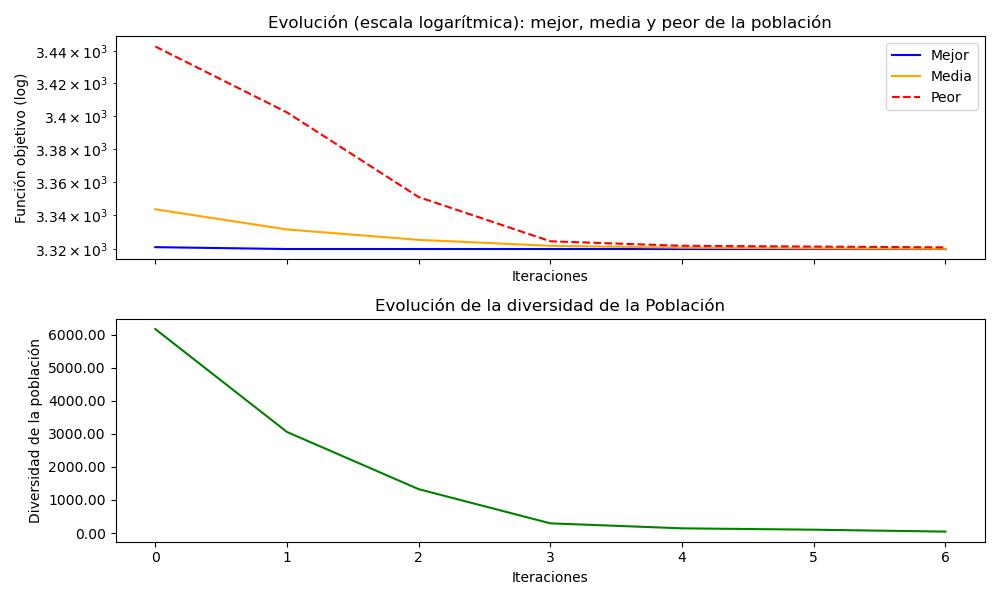 Evolución (escala logarítmica): mejor, media y peor de la población
Función objetivo (log)
3.44 × 10³
3.42 × 10³
3.4 × 10³
3.38 × 10³
3.36 × 10³
3.34 × 10³
3.32 × 10³
Mejor
Media
Peor
Iteraciones
Evolución de la diversidad de la Población
Diversidad de la población
6000.00
5000.00
4000.00
3000.00
2000.00
1000.00
0.00
0 1 2 3 4 5 6
Iteraciones